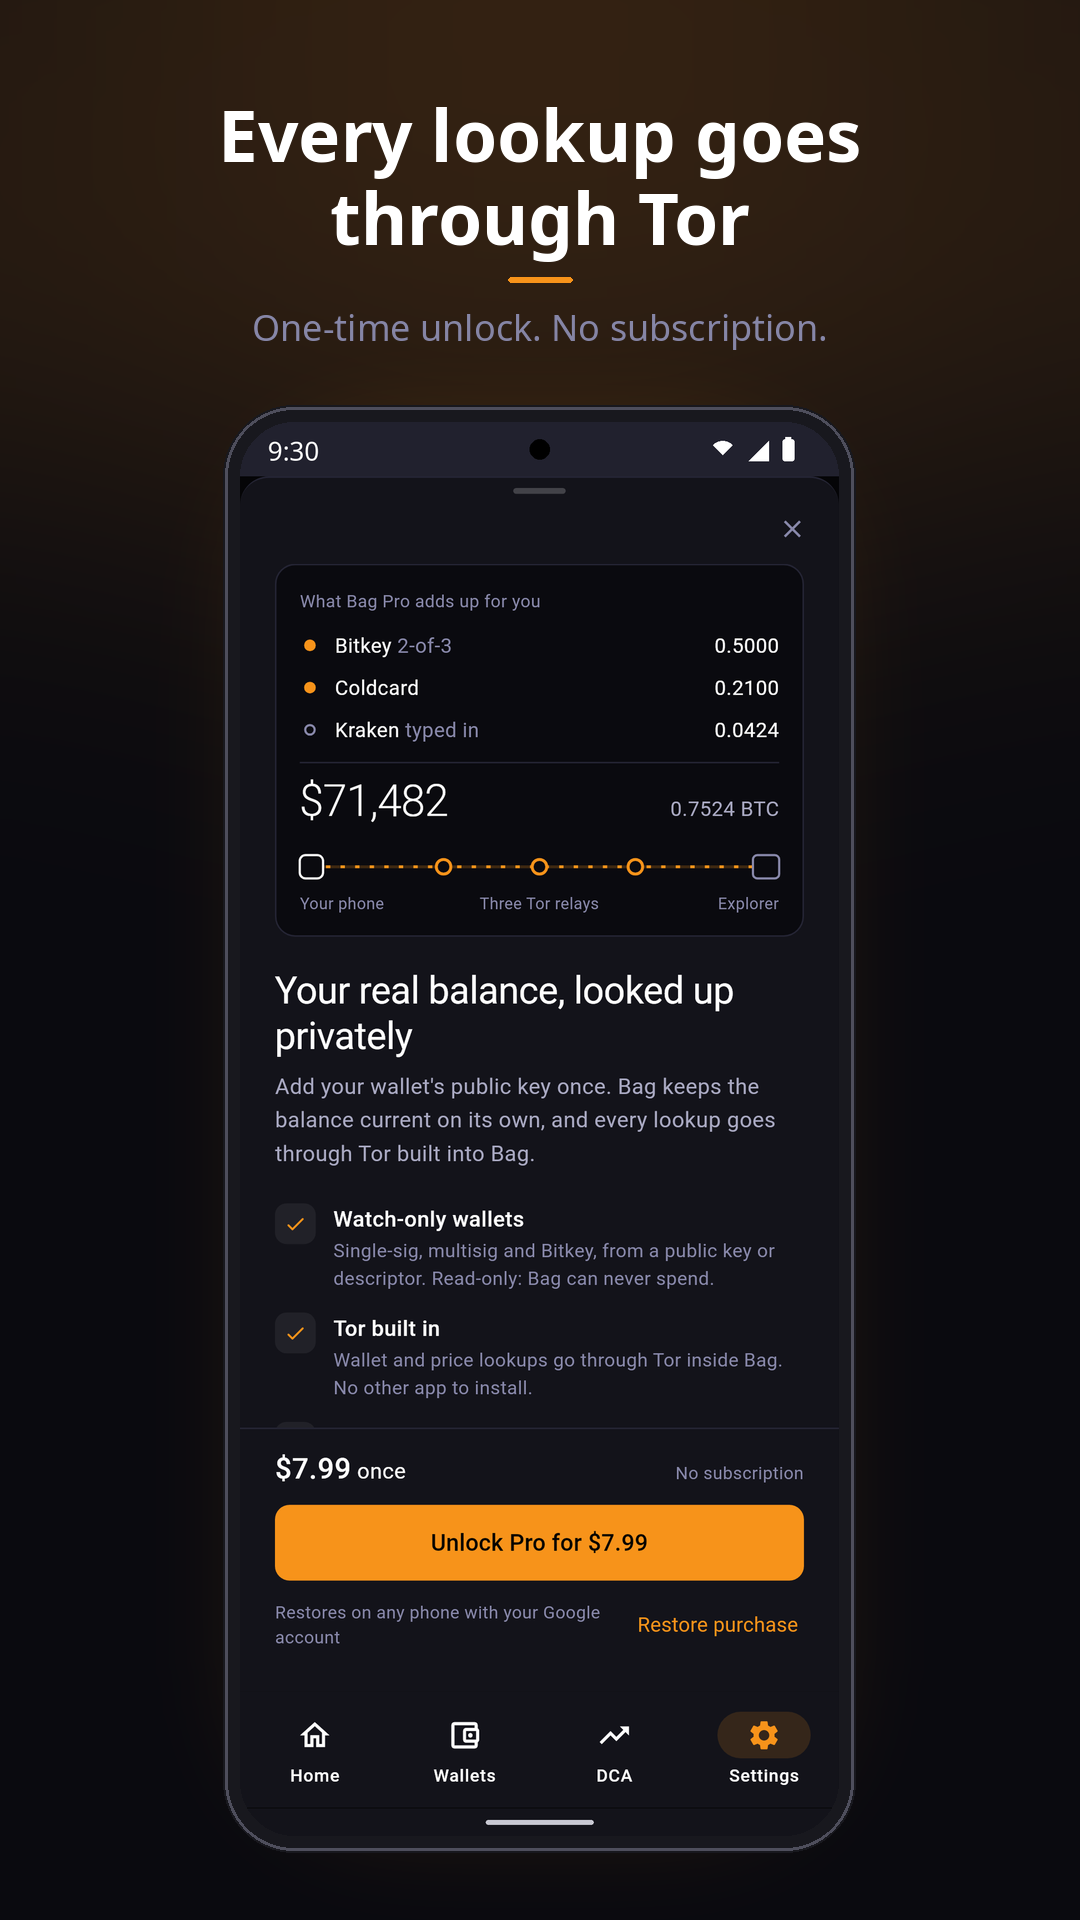 Every lookup goes
through Tor
One-time unlock. No subscription.
9:30
What Bag Pro adds up for you
Bitkey 2-of-3 0.5000
Coldcard 0.2100
Kraken typed in 0.0424
$71,482 0.7524 BTC
Your phone Three Tor relays Explorer
Your real balance, looked up
privately
Add your wallet's public key once. Bag keeps the
balance current on its own, and every lookup goes
through Tor built into Bag.
Watch-only wallets
Single-sig, multisig and Bitkey, from a public key or
descriptor. Read-only: Bag can never spend.
Tor built in
Wallet and price lookups go through Tor inside Bag.
No other app to install.
$7.99 once No subscription
Unlock Pro for $7.99
Restores on any phone with your Google
account
Restore purchase
Home Wallets DCA Settings